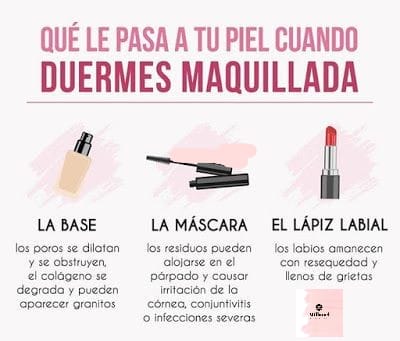 QUÉ LE PASA A TU PIEL CUANDO
DUERMES MAQUILLADA
LA BASE
los poros se dilatan
y se obstruyen,
el colágeno se
degrada y pueden
aparecer granitos
LA MÁSCARA
los residuos pueden
alojarse en el
párpado y causar
irritación de la
córnea, conjuntivitis
o infecciones severas
EL LÁPIZ LABIAL
los labios amanecen
con resequedad y
llenos de grietas